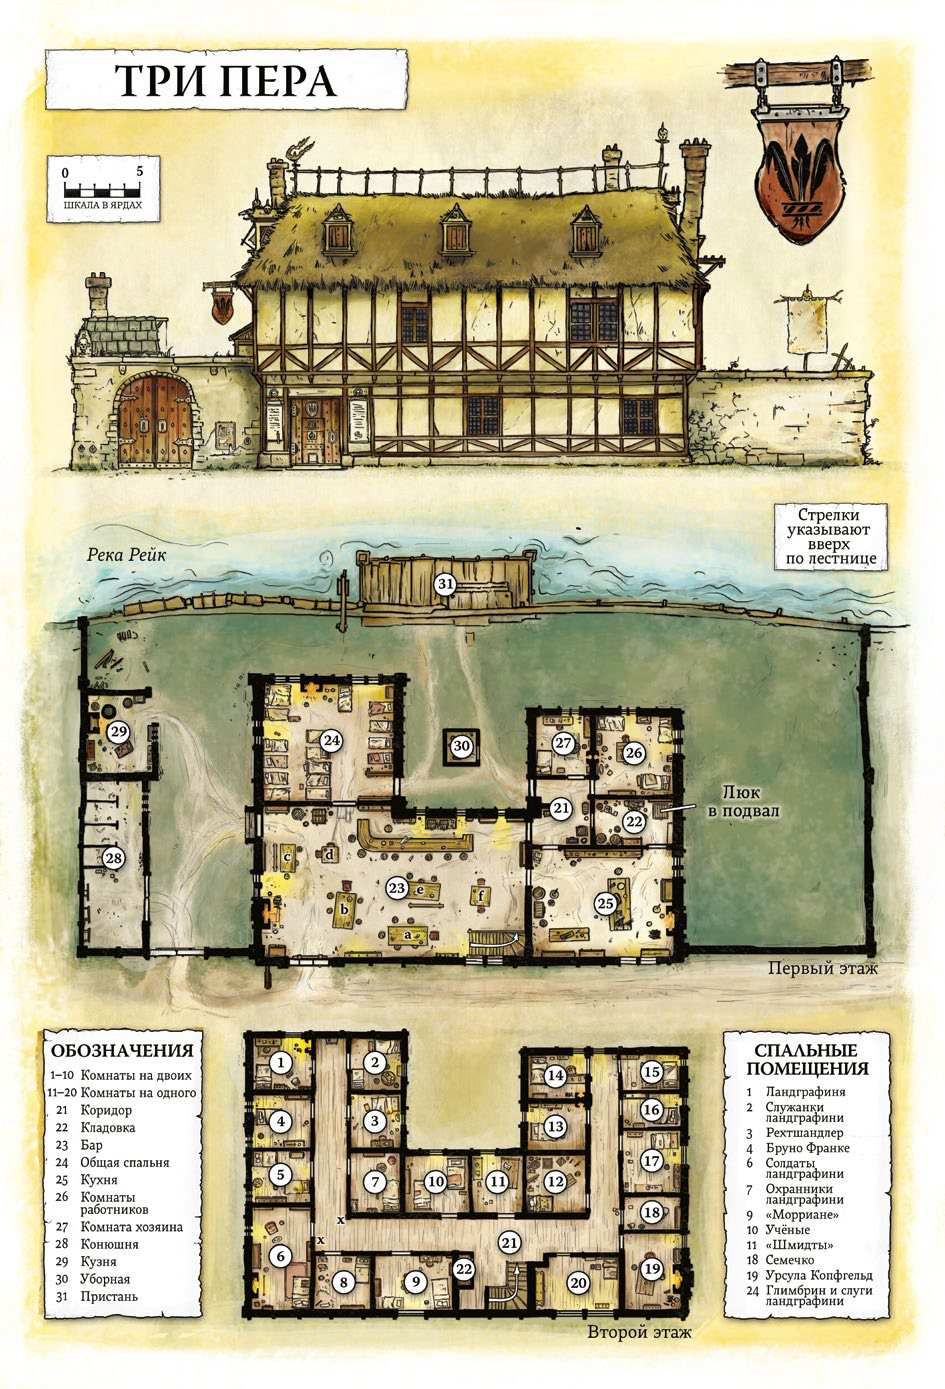 ТРИ ПЕРА
0 5
ШКАЛА В ЯРДАХ
Стрелки
указывают
вверх
по лестнице
Река Рейк
31
29
24
30
27
26
21
22
Люк
в подвал
28
c
d
23
e
f
b
a
25
Первый этаж
ОБОЗНАЧЕНИЯ
1–10 Комнаты на двоих
11–20 Комнаты на одного
21 Коридор
22 Кладовка
23 Бар
24 Общая спальня
25 Кухня
26 Комнаты
работников
27 Комната хозяина
28 Конюшня
29 Кузня
30 Уборная
31 Пристань
1
2
14
15
4
3
13
16
5
7
10
11
12
17
x
x
18
21
6
8
9
22
20
19
Второй этаж
СПАЛЬНЫЕ
ПОМЕЩЕНИЯ
1 Ландграфиня
2 Служанки
ландграфини
3 Рехтшандлер
4 Бруно Франке
6 Солдаты
ландграфини
7 Охранники
ландграфини
9 «Морриане»
10 Учёные
11 «Шмидты»
18 Семечко
19 Урсула Копфгельд
24 Глимбрин и слуги
ландграфини